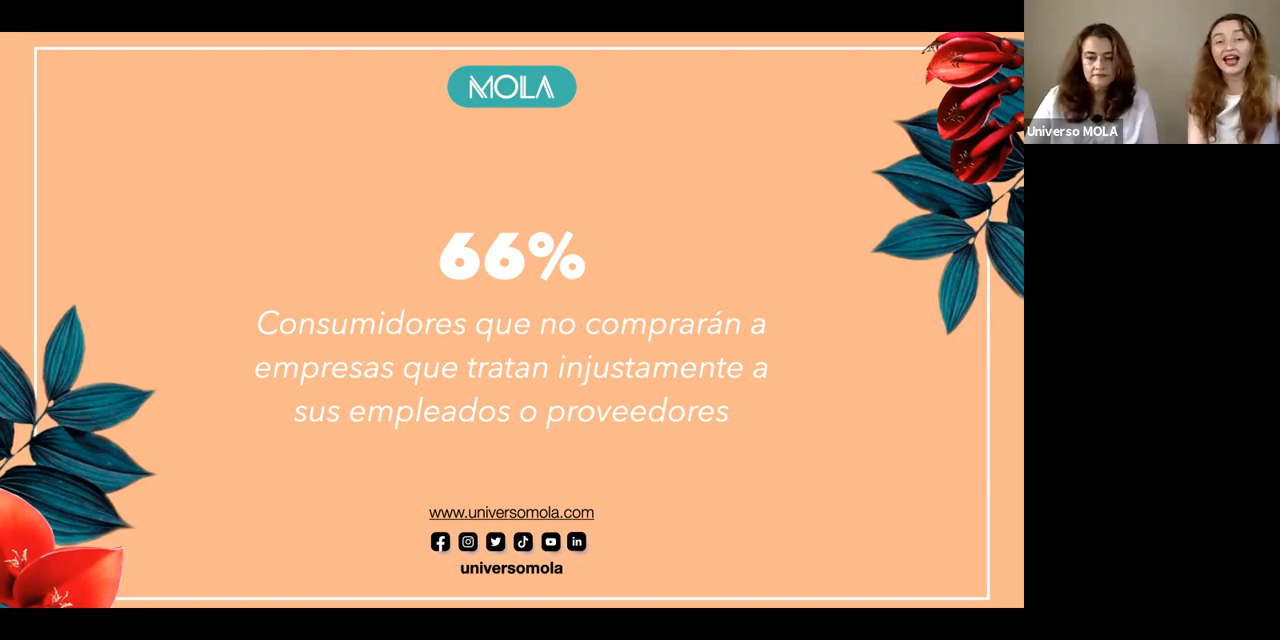 MOLA
66%
Consumidores que no comprarán a
empresas que tratan injustamente a
sus empleados o proveedores
www.universomola.com
universomola
Universo MOLA